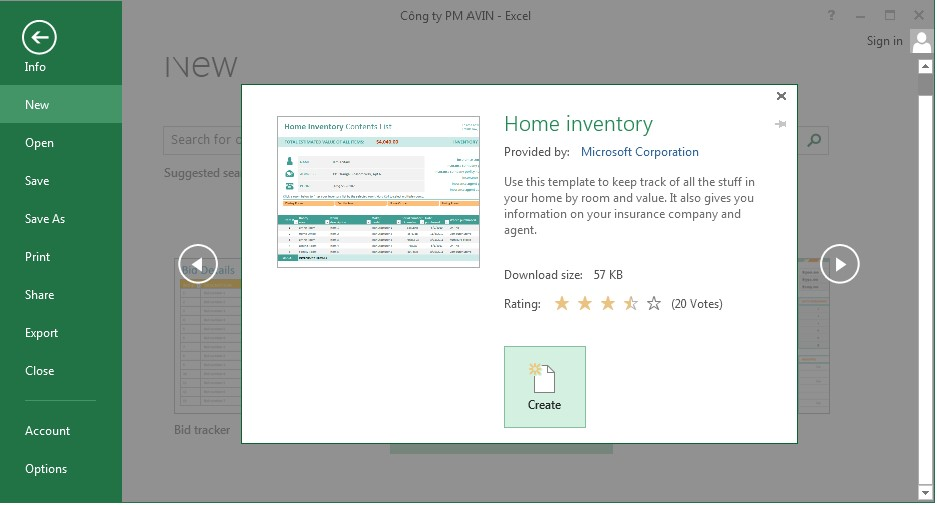 Công ty PM AVIN - Excel
?
Sign in
Info
New
Open
Save
Save As
Print
Share
Export
Close
Account
Options
New
Search for o
Suggested sea
Bid Details
Bid tracker
Home Inventory Contents List
TOTAL ESTIMATED VALUE OF ALL ITEMS: $4,040.00 INVENTORY
Home inventory
Provided by: Microsoft Corporation
Use this template to keep track of all the stuff in
your home by room and value. It also gives you
information on your insurance company and
agent.
Download size: 57 KB
Rating: (20 Votes)
Create